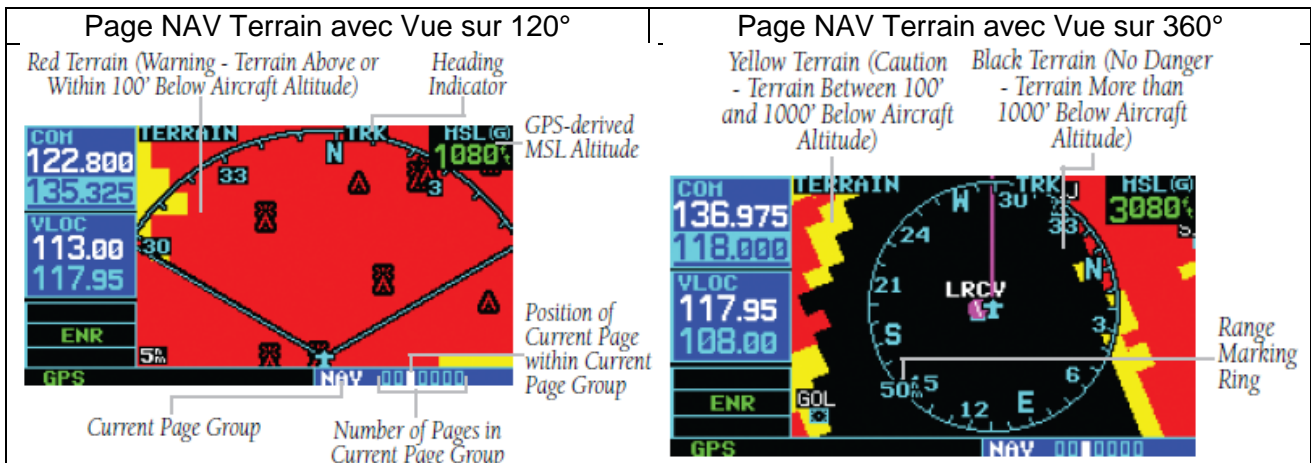 Page NAV Terrain avec Vue sur 120°
Page NAV Terrain avec Vue sur 360°
Red Terrain (Warning - Terrain Above or
Within 100' Below Aircraft Altitude)
Heading
Indicator
GPS-derived
MSL Altitude
COM
122.800
135.325
VLOC
113.00
117.95
ENR
GPS
TERRAIN
TRK
MSL(G)
1080ft
N
33
3
30
5nm
NAV
Position of
Current Page
within Current
Page Group
Current Page Group
Number of Pages in
Current Page Group
Yellow Terrain (Caution
- Terrain Between 100'
and 1000' Below Aircraft
Altitude)
Black Terrain (No Danger
- Terrain More than
1000' Below Aircraft
Altitude)
COM
136.975
118.000
VLOC
117.95
108.00
ENR
GPS
TERRAIN
TRK
MSL(G)
3080ft
W
30
33
24
N
21
LRCV
3
S
6
50nm
15
12
E
GOL
NAV
Range
Marking
Ring